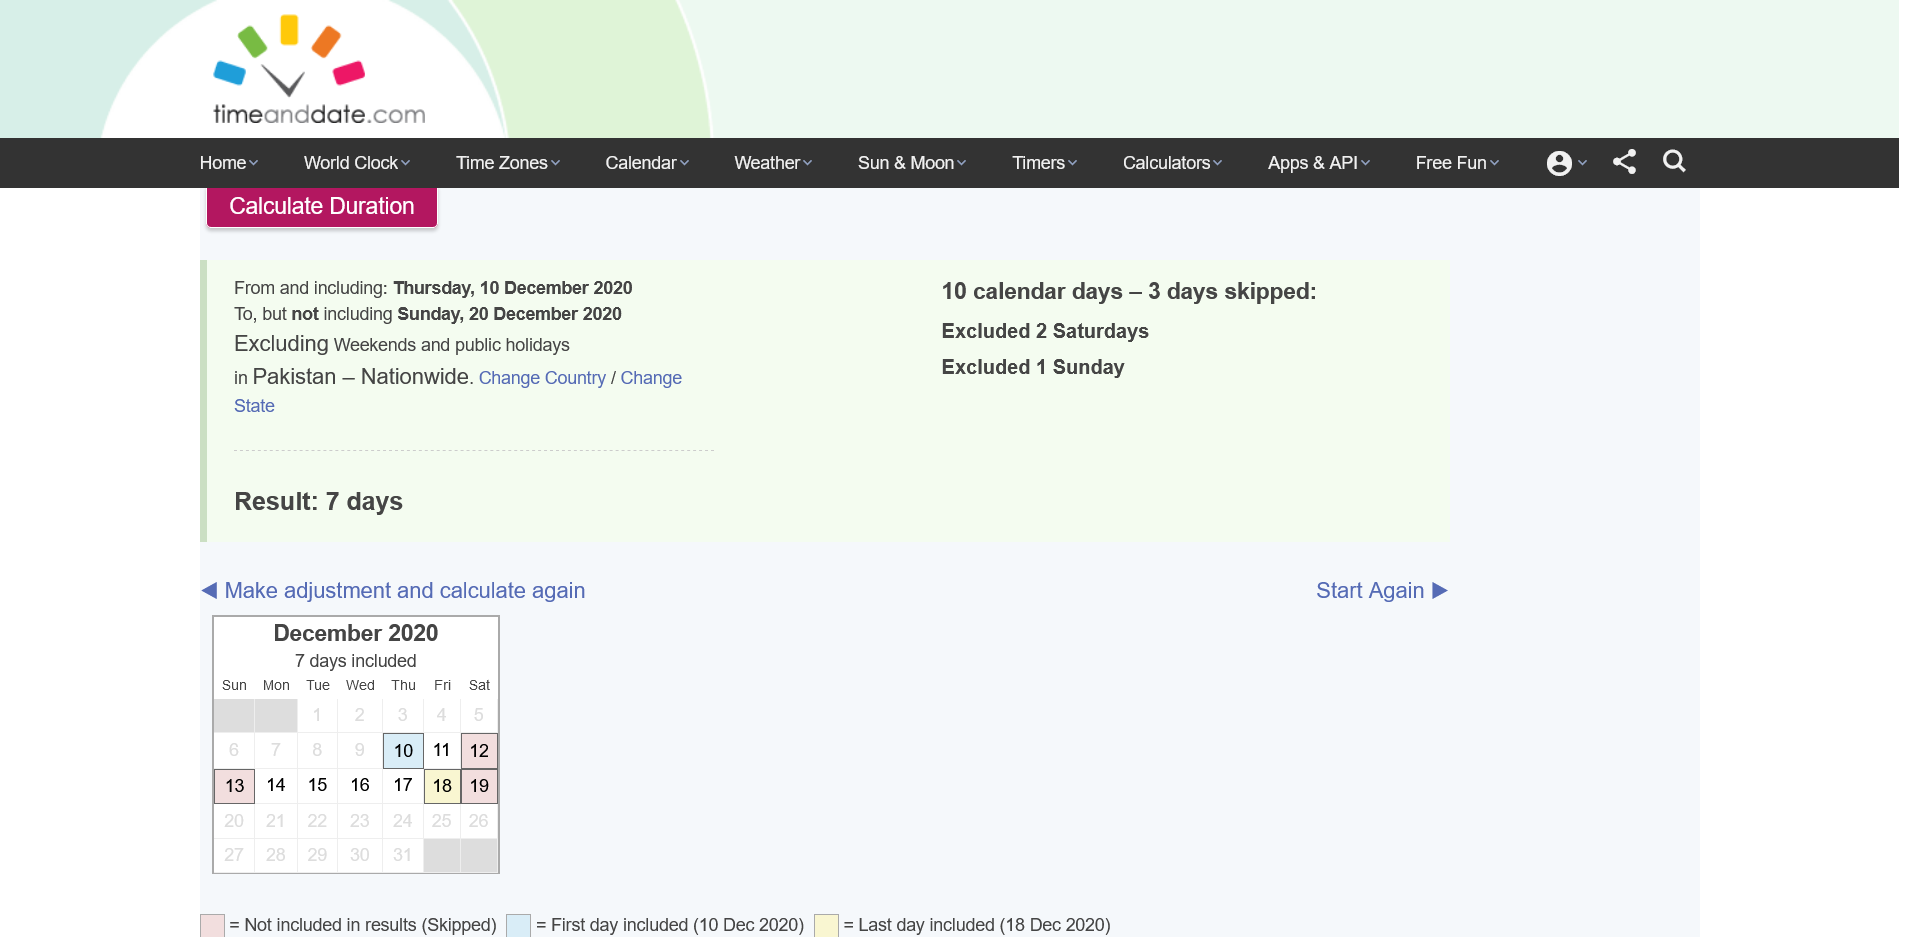 timeanddate.com
Home World Clock Time Zones Calendar Weather Sun & Moon Timers Calculators Apps & API Free Fun
Calculate Duration
From and including: Thursday, 10 December 2020
To, but not including Sunday, 20 December 2020
Excluding Weekends and public holidays
in Pakistan – Nationwide. Change Country / Change
State
Result: 7 days
10 calendar days – 3 days skipped:
Excluded 2 Saturdays
Excluded 1 Sunday
◀ Make adjustment and calculate again
Start Again ▶
December 2020
7 days included
Sun Mon Tue Wed Thu Fri Sat
1 2 3 4 5
6 7 8 9 10 11 12
13 14 15 16 17 18 19
20 21 22 23 24 25 26
27 28 29 30 31
= Not included in results (Skipped) = First day included (10 Dec 2020) = Last day included (18 Dec 2020)